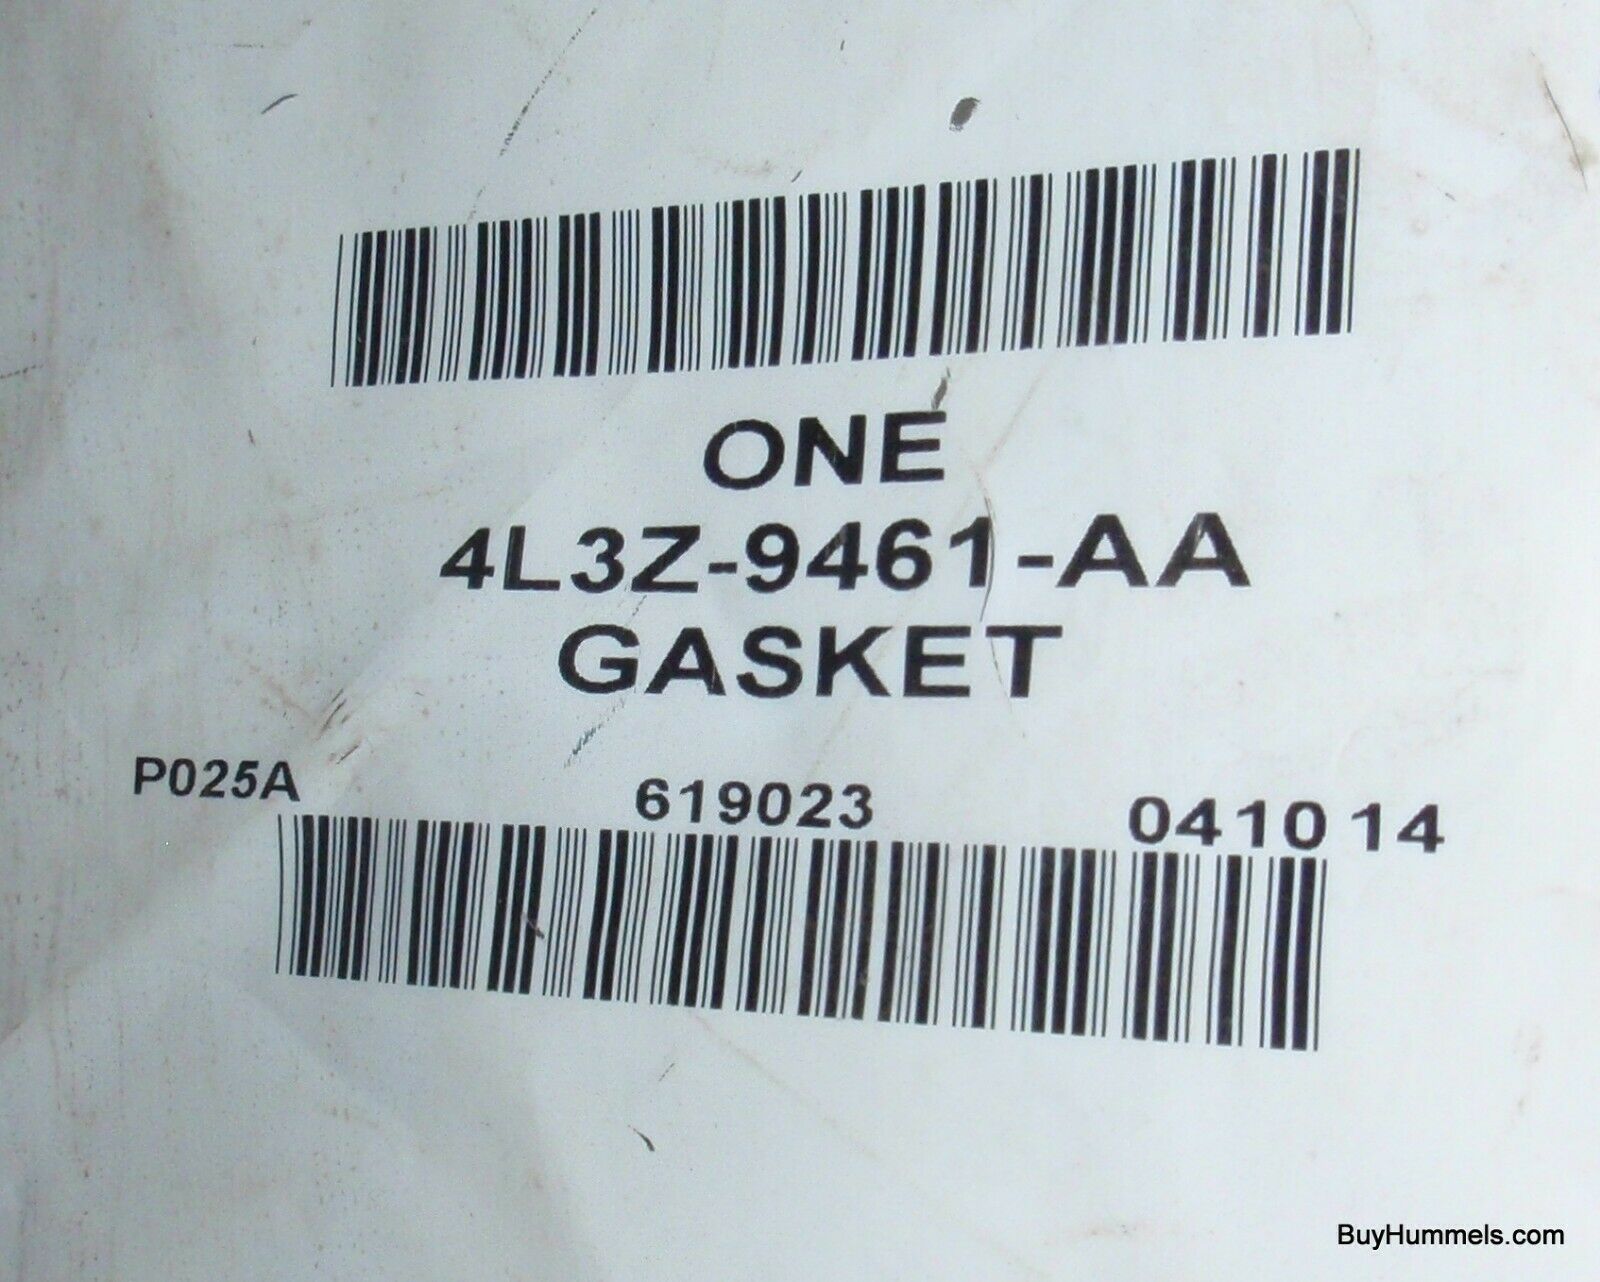 ONE
4L3Z-9461-AA
GASKET
P025A 619023 041014
BuyHummels.com